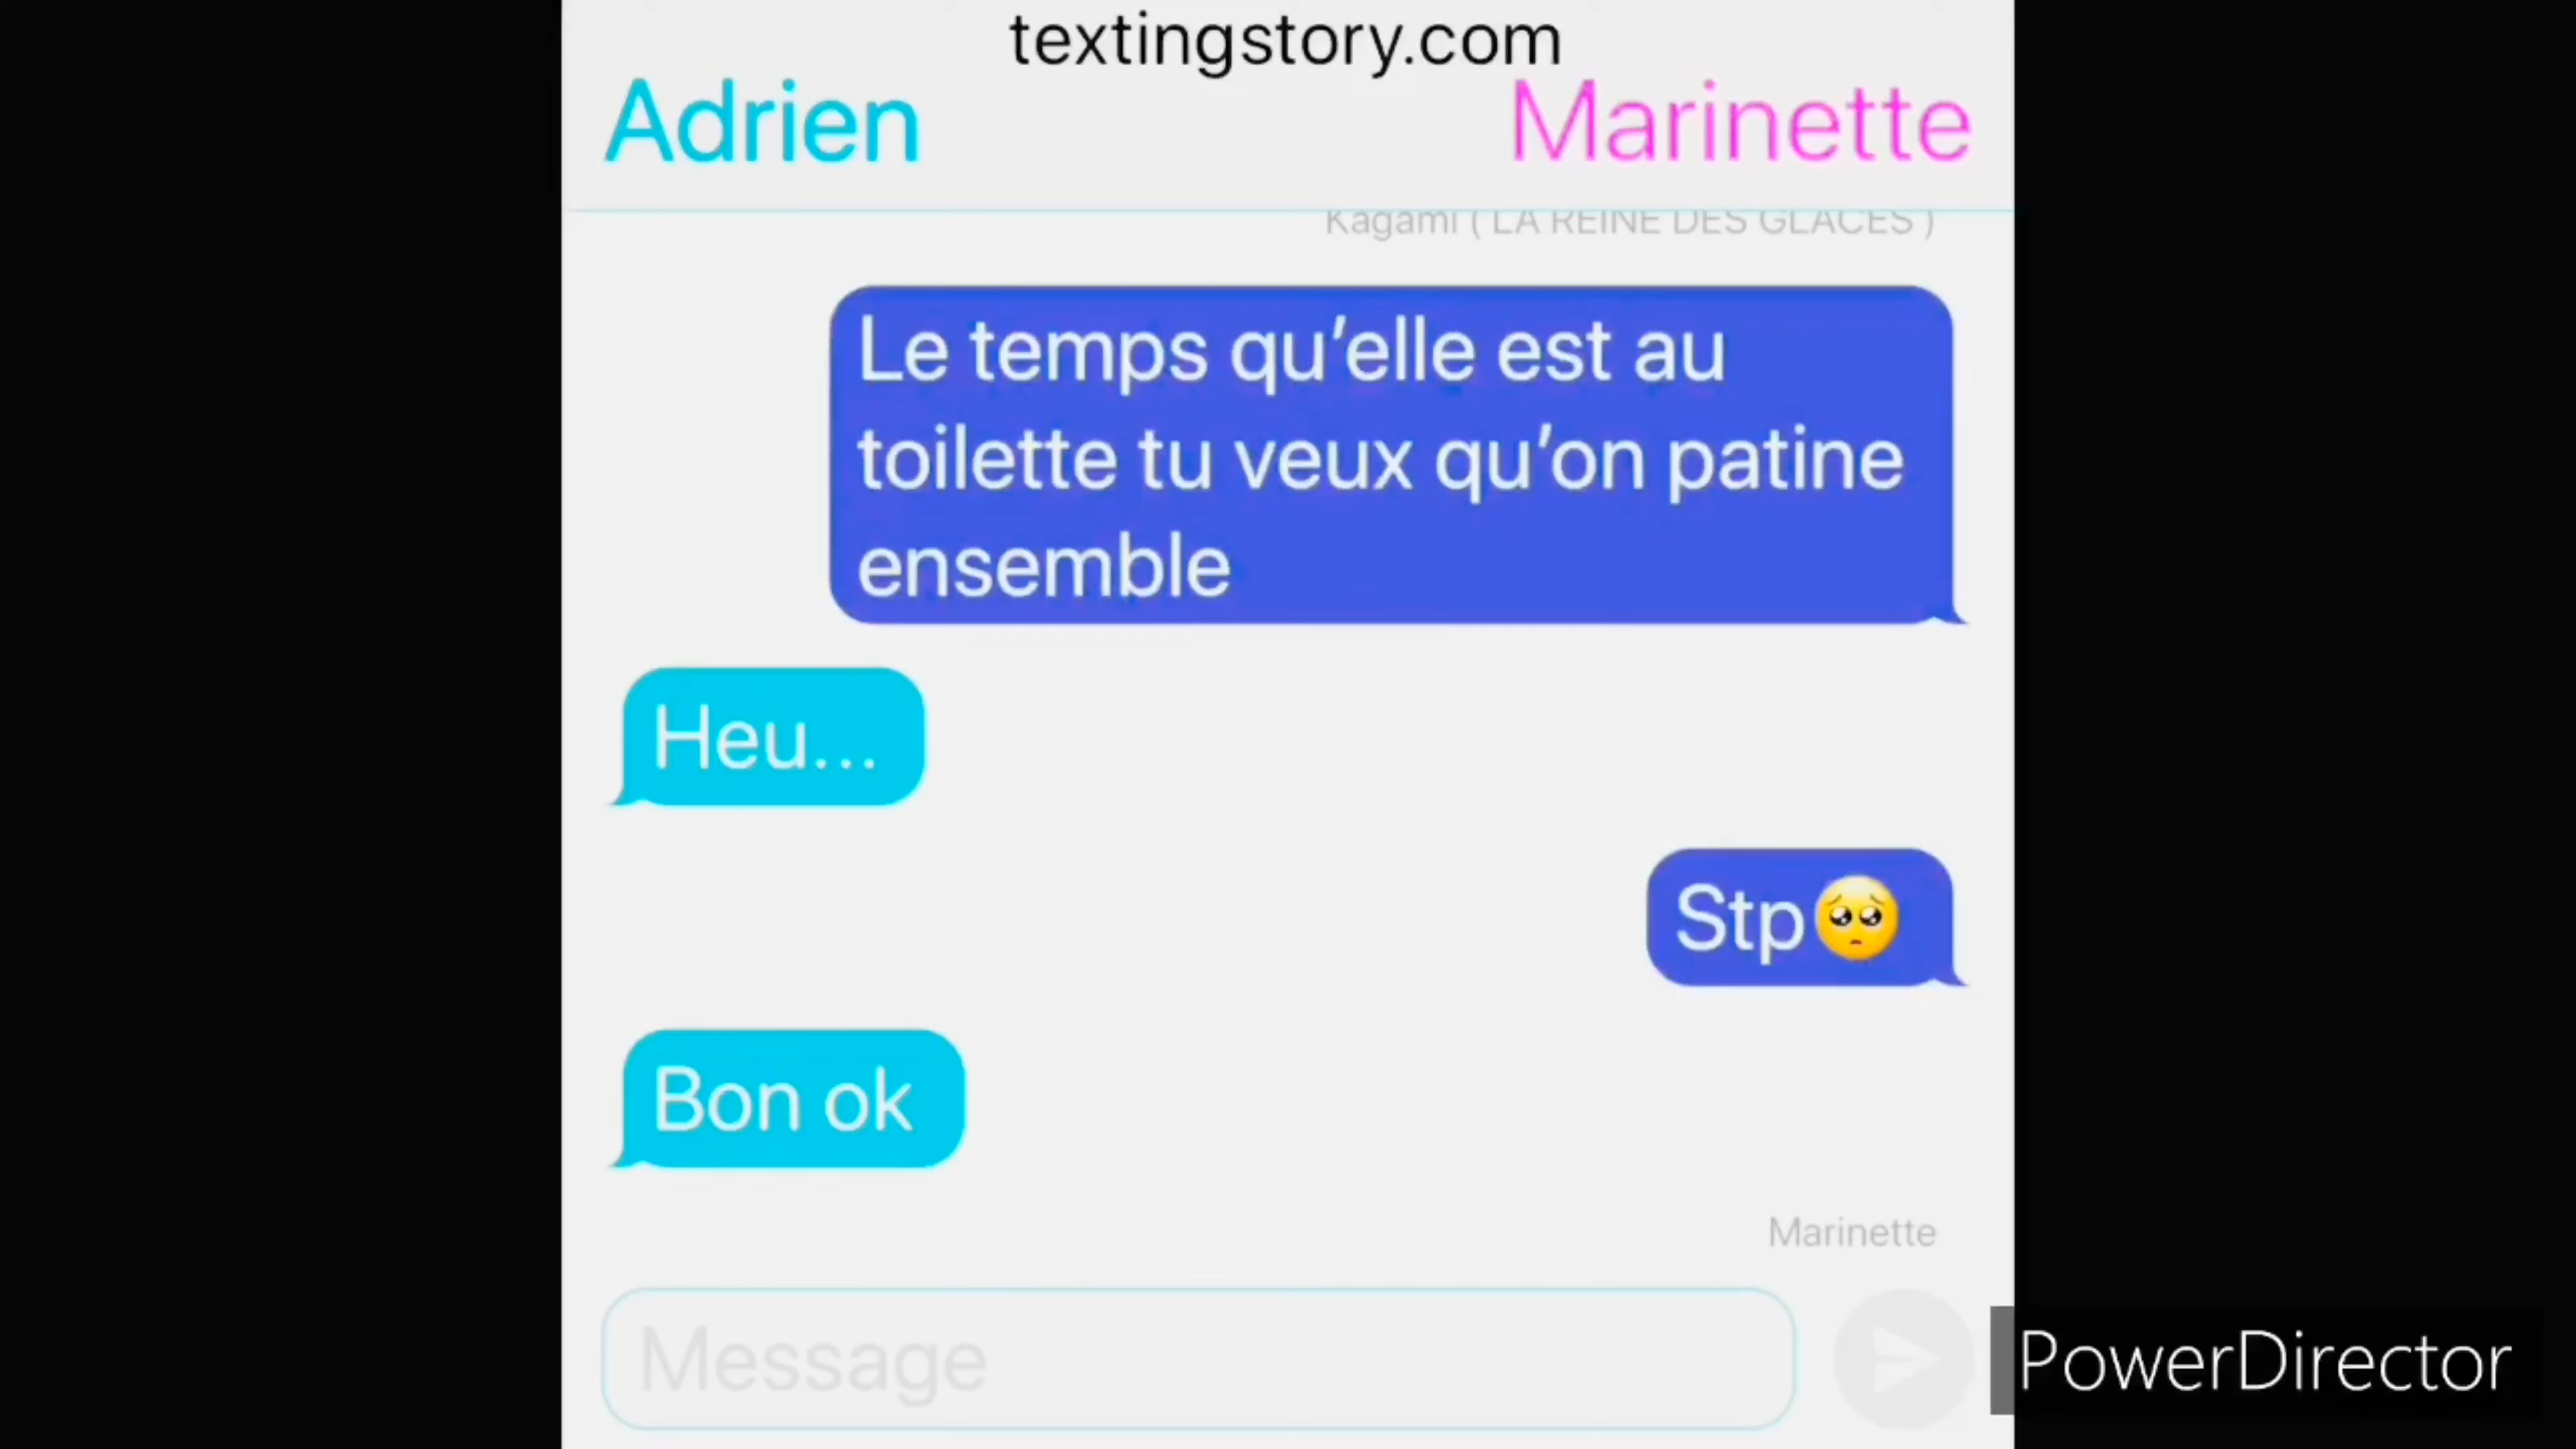 textingstory.com
Adrien
Marinette
Kagami ( LA REINE DES GLACES )
Le temps qu’elle est au
toilette tu veux qu’on patine
ensemble
Heu...
Stp🥺
Bon ok
Marinette
Message
PowerDirector